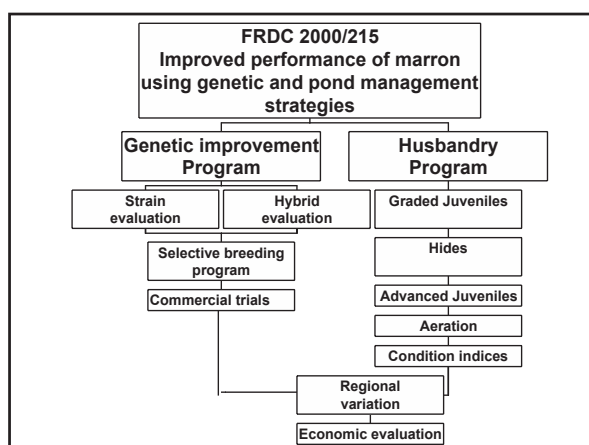 FRDC 2000/215
Improved performance of marron
using genetic and pond management
strategies
Genetic improvement
Program
Husbandry
Program
Strain
evaluation
Hybrid
evaluation
Graded Juveniles
Hides
Selective breeding
program
Advanced Juveniles
Commercial trials
Aeration
Condition indices
Regional
variation
Economic evaluation